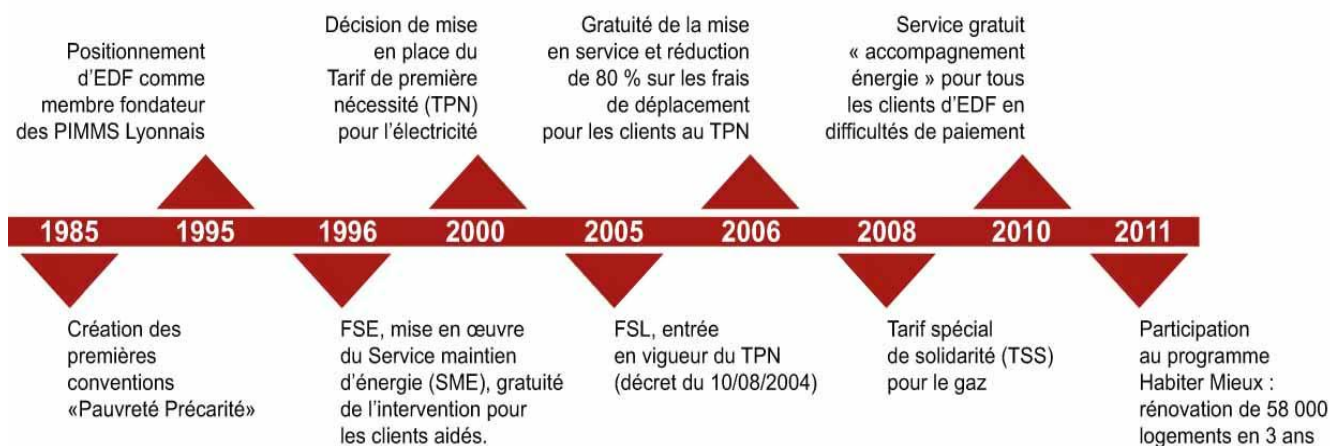 Positionnement
d'EDF comme
membre fondateur
des PIMMS Lyonnais
Décision de mise
en place du
Tarif de première
nécessité (TPN)
pour l'électricité
Gratuité de la mise
en service et réduction
de 80 % sur les frais
de déplacement
pour les clients au TPN
Service gratuit
« accompagnement
énergie » pour tous
les clients d'EDF en
difficultés de paiement
1985 1995 1996 2000 2005 2006 2008 2010 2011
Création des
premières
conventions
«Pauvreté Précarité»
FSE, mise en œuvre
du Service maintien
d'énergie (SME), gratuité
de l'intervention pour
les clients aidés.
FSL, entrée
en vigueur du TPN
(décret du 10/08/2004)
Tarif spécial
de solidarité (TSS)
pour le gaz
Participation
au programme
Habiter Mieux :
rénovation de 58 000
logements en 3 ans